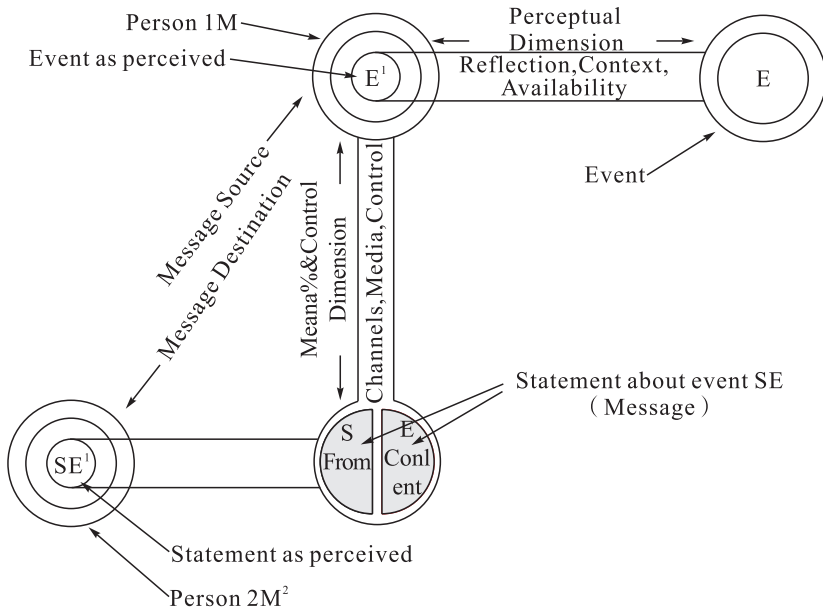 Person 1M
Event as perceived
E¹
Perceptual
Dimension
Reflection,Context,
Availability
E
Event
Message Source
Message Destination
Meana%&Control
Dimension
Channels,Media,Control
Statement about event SE
( Message )
S
From
E
Conl
ent
SE¹
Statement as perceived
Person 2M²